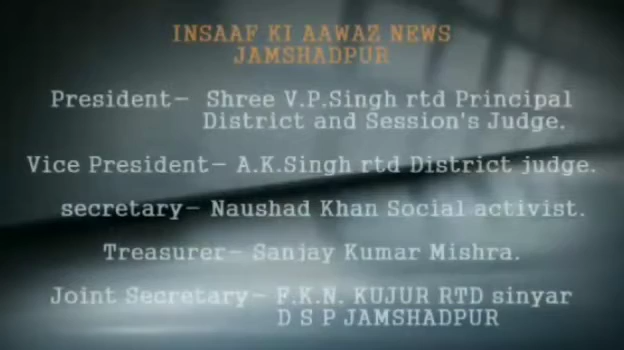 INSAAF KI AAWAZ NEWS
JAMSHADPUR
President- Shree V.P.Singh rtd Principal
District and Session's Judge.
Vice President- A.K.Singh rtd District judge.
secretary- Naushad Khan Social activist.
Treasurer- Sanjay Kumar Mishra.
Joint Secretary- F.K.N. KUJUR RTD sinyar
D S P JAMSHADPUR